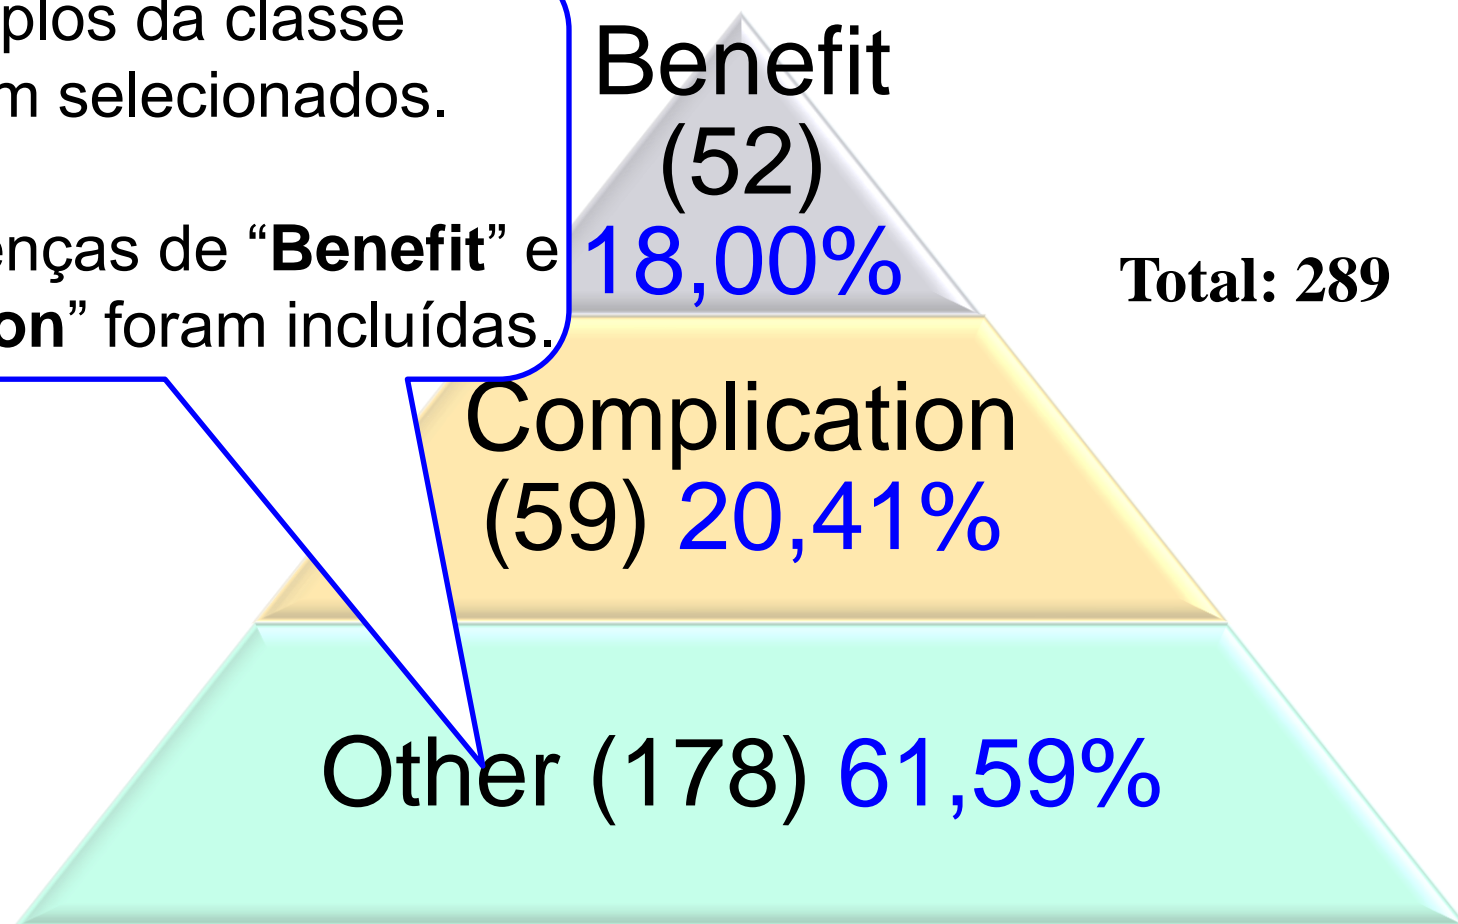 plos da classe
m selecionados.
enças de “Benefit” e
on” foram incluídas.
Benefit
(52)
18,00%
Total: 289
Complication
(59) 20,41%
Other (178) 61,59%